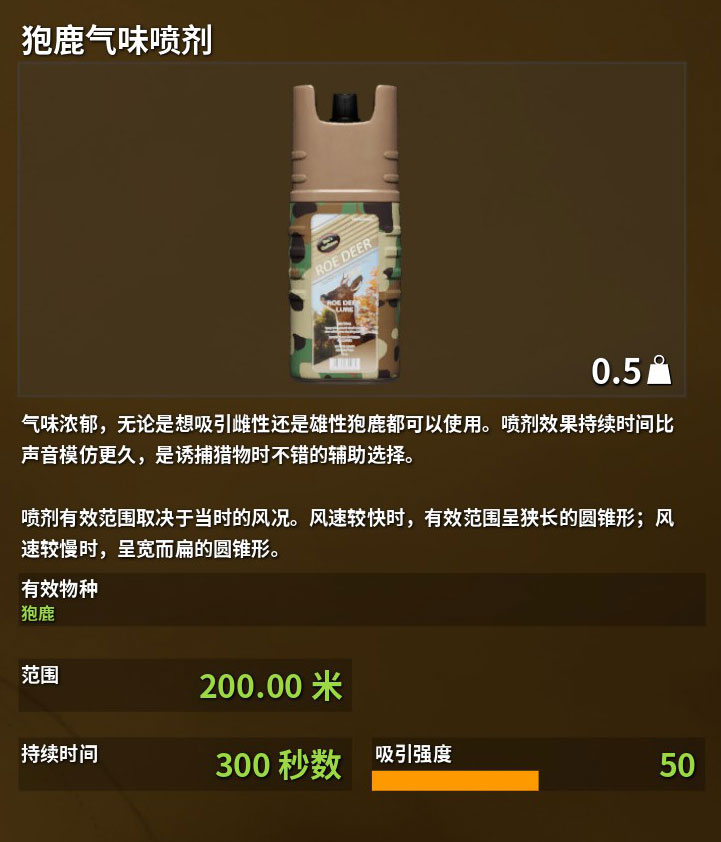 狍鹿气味喷剂
ROE DEER
ROE DEER
LURE
0.5
气味浓郁，无论是想吸引雌性还是雄性狍鹿都可以使用。喷剂效果持续时间比
声音模仿更久，是诱捕猎物时不错的辅助选择。
喷剂有效范围取决于当时的风况。风速较快时，有效范围呈狭长的圆锥形；风
速较慢时，呈宽而扁的圆锥形。
有效物种
狍鹿
范围
200.00 米
持续时间
300 秒数
吸引强度
50